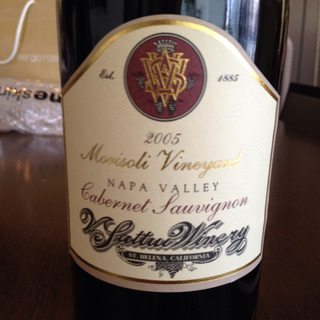 Est. 1885
2005
Morisoli Vineyard
NAPA VALLEY
Cabernet Sauvignon
V. Sattui Winery
ST. HELENA, CALIFORNIA